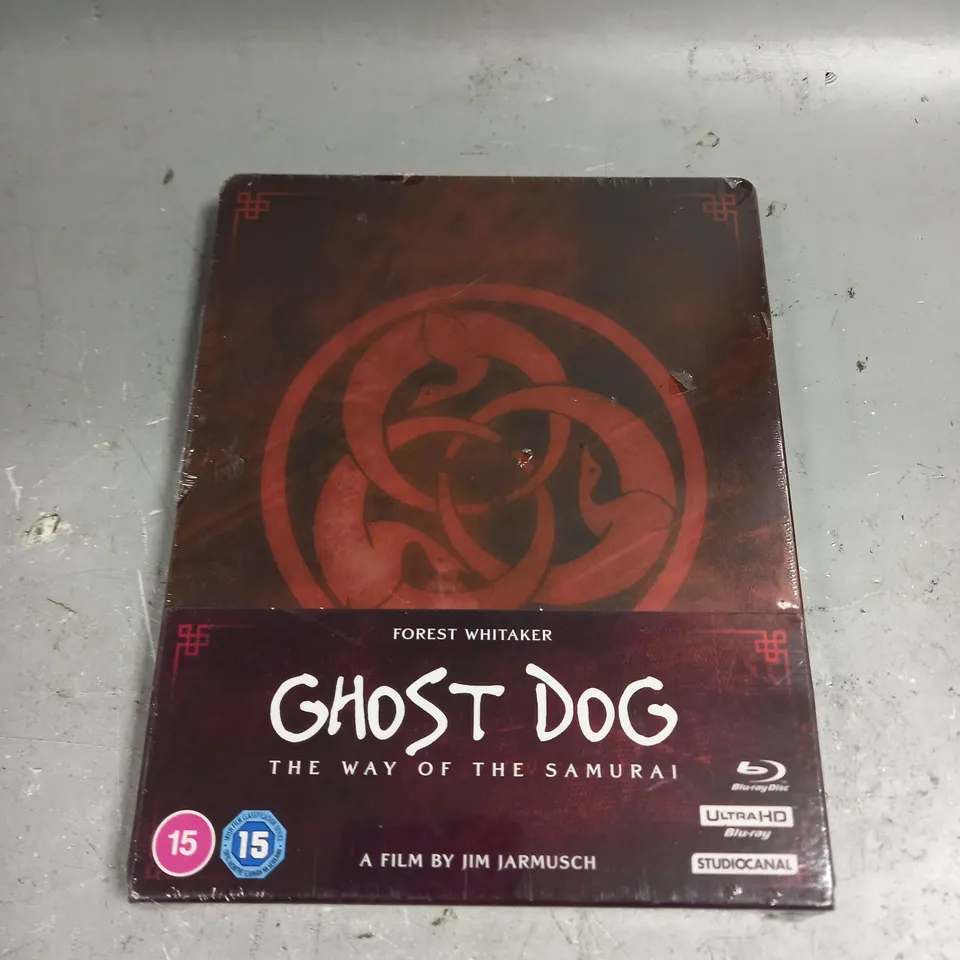 FOREST WHITAKER
GHOST DOG
THE WAY OF THE SAMURAI
Blu-ray Disc
ULTRA HD
Blu-ray
15
15
A FILM BY JIM JARMUSCH
STUDIOCANAL